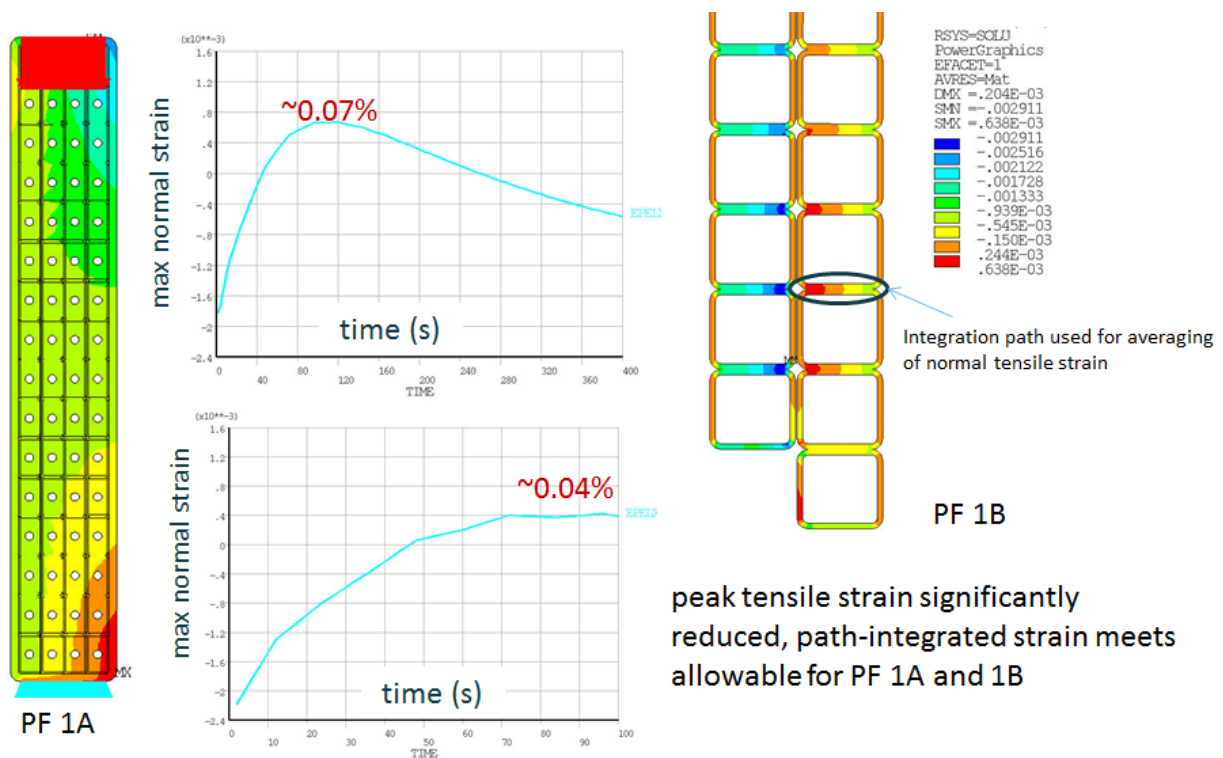 (x10**-3)
1.6
1.2
.8
.4
0
-.4
-.8
-1.2
-1.6
-2
-2.4
max normal strain
~0.07%
time (s)
0
40
80
120
160
200
240
280
320
360
400
TIME
(x10**-3)
1.6
1.2
.8
.4
0
-.4
-.8
-1.2
-1.6
-2
-2.4
max normal strain
~0.04%
time (s)
0
10
20
30
40
50
60
70
80
90
100
TIME
MX
PF 1A
RSYS=SOLU
PowerGraphics
EFACET=1
AVRES=Mat
DMX =.204E-03
SMN =-.002911
SMX =.638E-03
-.002911
-.002516
-.002122
-.001728
-.001333
-.939E-03
-.545E-03
-.150E-03
.244E-03
.638E-03
Integration path used for averaging
of normal tensile strain
PF 1B
peak tensile strain significantly
reduced, path-integrated strain meets
allowable for PF 1A and 1B